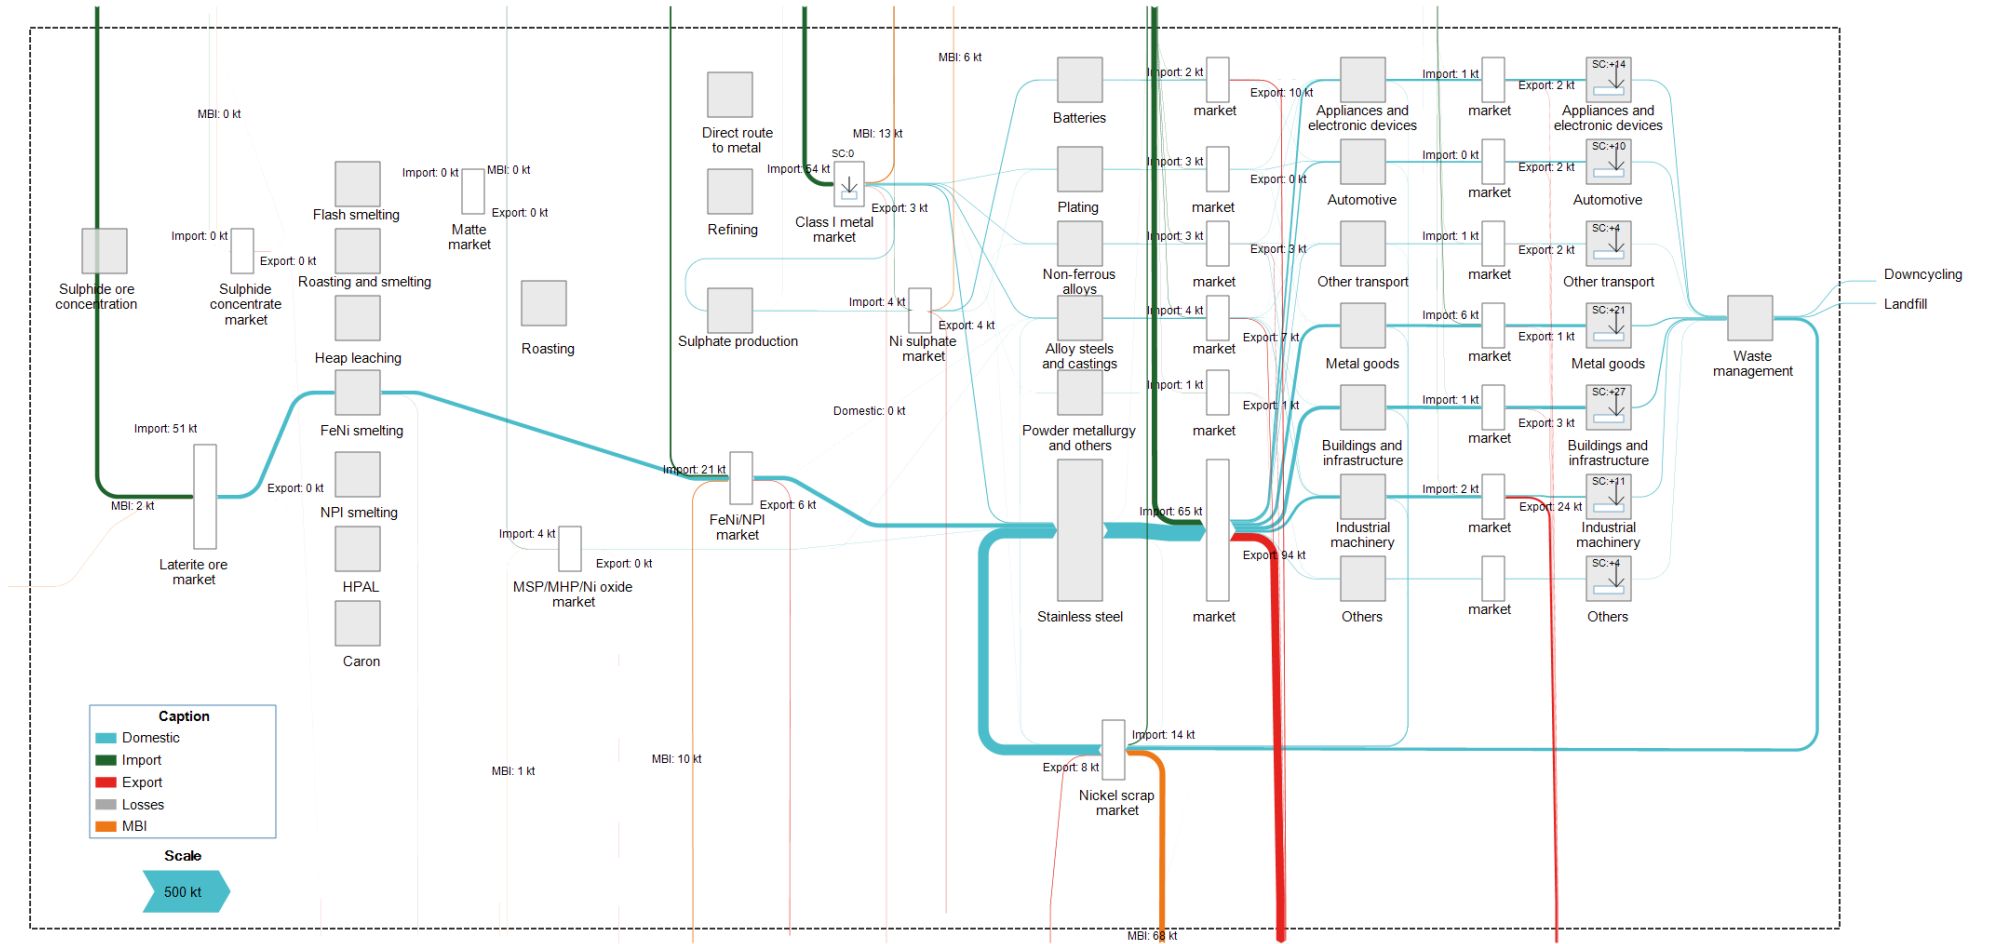 MBI: 0 kt
Sulphide ore
concentration
Import: 0 kt
Export: 0 kt
Sulphide
concentrate
market
Import: 51 kt
MBI: 2 kt
Export: 0 kt
Laterite ore
market
Flash smelting
Roasting and smelting
Heap leaching
FeNi smelting
NPI smelting
HPAL
Caron
Import: 0 kt
MBI: 0 kt
Export: 0 kt
Matte
market
Roasting
Import: 4 kt
Export: 0 kt
MSP/MHP/Ni oxide
market
MBI: 1 kt
Direct route
to metal
Refining
Sulphate production
Import: 21 kt
Export: 6 kt
FeNi/NPI
market
MBI: 10 kt
MBI: 13 kt
SC:0
Import: 54 kt
Export: 3 kt
Class I metal
market
MBI: 6 kt
Import: 4 kt
Export: 4 kt
Ni sulphate
market
Domestic: 0 kt
Batteries
Plating
Non-ferrous
alloys
Alloy steels
and castings
Powder metallurgy
and others
Stainless steel
Import: 2 kt
Export: 10 kt
market
Import: 3 kt
Export: 0 kt
market
Import: 3 kt
Export: 3 kt
market
Import: 4 kt
Export: 7 kt
market
Import: 1 kt
Export: 1 kt
market
Import: 65 kt
Export: 94 kt
market
Import: 14 kt
Export: 8 kt
Nickel scrap
market
MBI: 68 kt
Appliances and
electronic devices
Automotive
Other transport
Metal goods
Buildings and
infrastructure
Industrial
machinery
Others
Import: 1 kt
Export: 2 kt
market
Import: 0 kt
Export: 2 kt
market
Import: 1 kt
Export: 2 kt
market
Import: 6 kt
Export: 1 kt
market
Import: 1 kt
Export: 3 kt
market
Import: 2 kt
Export: 24 kt
market
market
SC:+14
Appliances and
electronic devices
SC:+10
Automotive
SC:+4
Other transport
SC:+21
Metal goods
SC:+27
Buildings and
infrastructure
SC:+11
Industrial
machinery
SC:+4
Others
Waste
management
Downcycling
Landfill
Caption
Domestic
Import
Export
Losses
MBI
Scale
500 kt